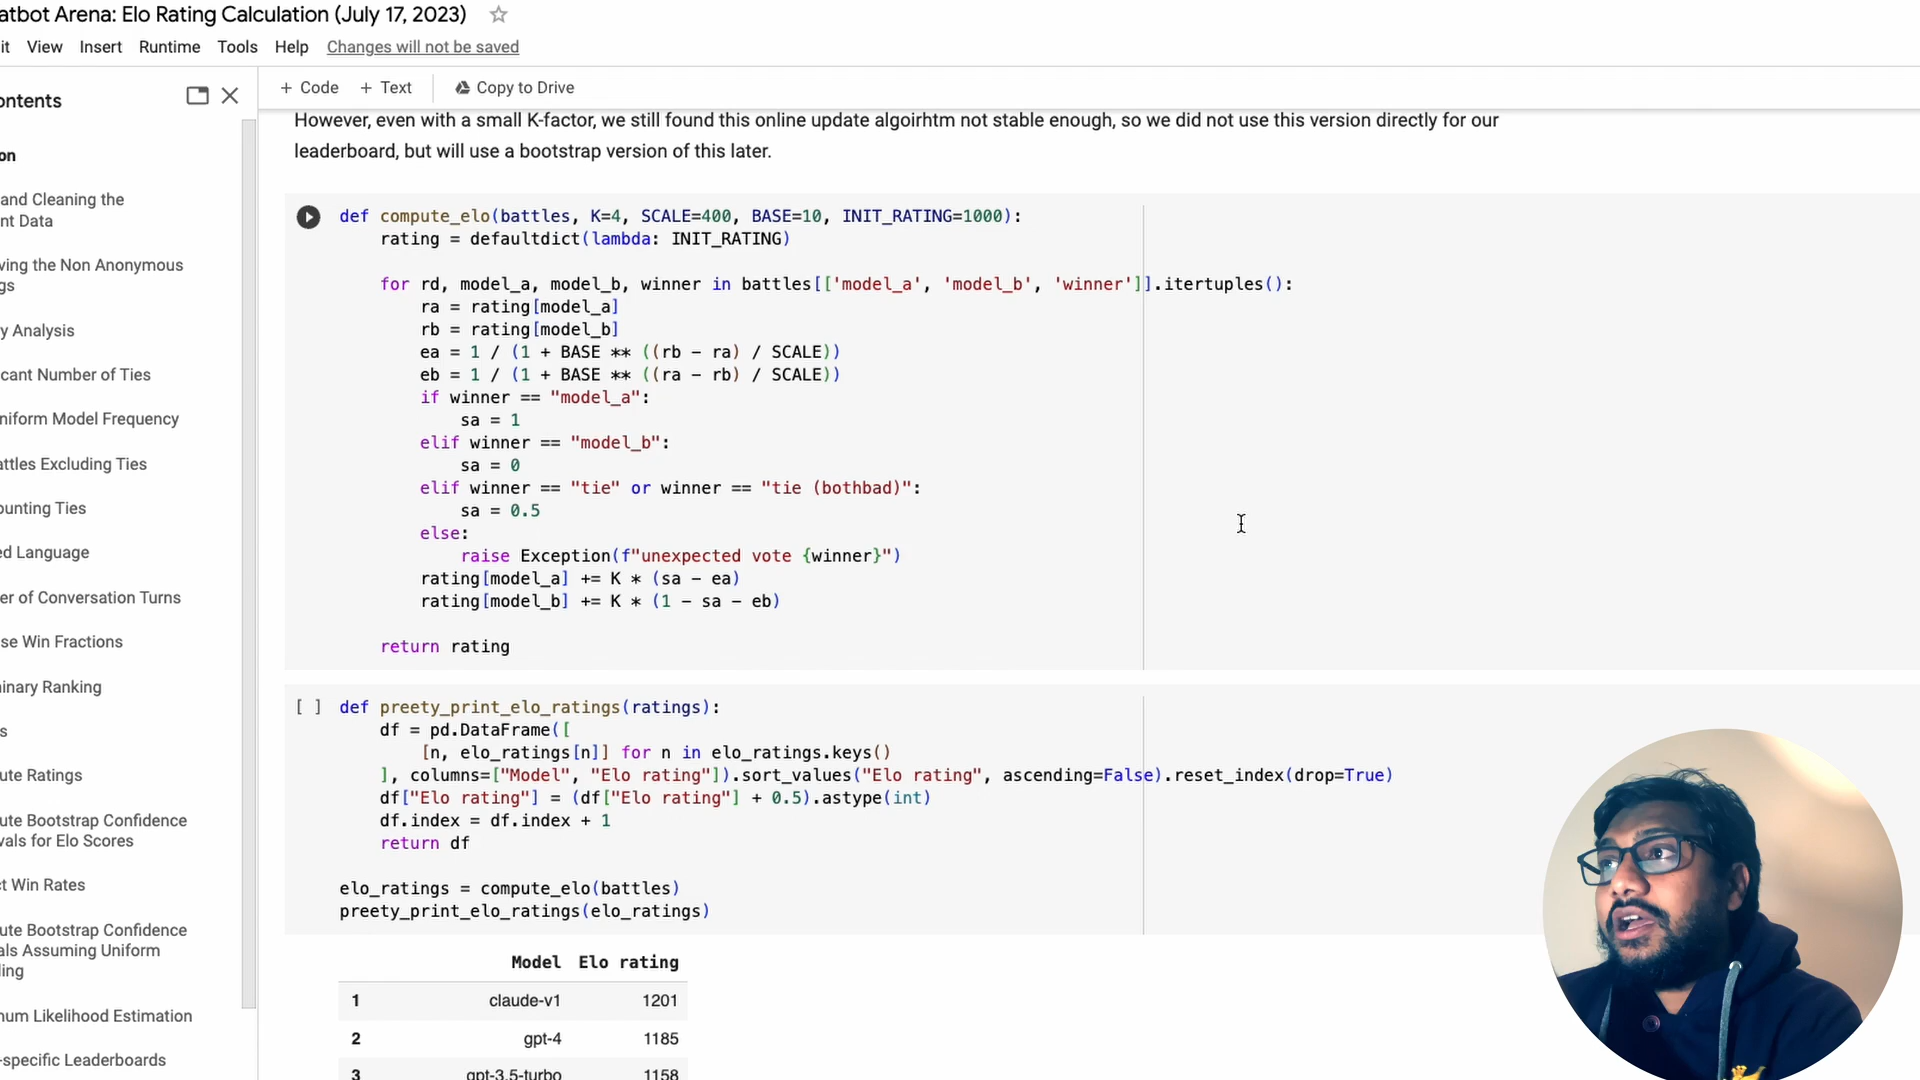 atbot Arena: Elo Rating Calculation (July 17, 2023)
it View Insert Runtime Tools Help Changes will not be saved
ontents
on
and Cleaning the
nt Data
ving the Non Anonymous
gs
y Analysis
cant Number of Ties
niform Model Frequency
attles Excluding Ties
ounting Ties
ed Language
er of Conversation Turns
se Win Fractions
ninary Ranking
s
ute Ratings
ute Bootstrap Confidence
vals for Elo Scores
ct Win Rates
ute Bootstrap Confidence
als Assuming Uniform
ling
num Likelihood Estimation
-specific Leaderboards
+ Code + Text Copy to Drive
However, even with a small K-factor, we still found this online update algoirhtm not stable enough, so we did not use this version directly for our
leaderboard, but will use a bootstrap version of this later.
def compute_elo(battles, K=4, SCALE=400, BASE=10, INIT_RATING=1000):
    rating = defaultdict(lambda: INIT_RATING)
    for rd, model_a, model_b, winner in battles[['model_a', 'model_b', 'winner']].itertuples():
        ra = rating[model_a]
        rb = rating[model_b]
        ea = 1 / (1 + BASE ** ((rb - ra) / SCALE))
        eb = 1 / (1 + BASE ** ((ra - rb) / SCALE))
        if winner == "model_a":
            sa = 1
        elif winner == "model_b":
            sa = 0
        elif winner == "tie" or winner == "tie (bothbad)":
            sa = 0.5
        else:
            raise Exception(f"unexpected vote {winner}")
        rating[model_a] += K * (sa - ea)
        rating[model_b] += K * (1 - sa - eb)
    return rating
[ ] def preety_print_elo_ratings(ratings):
    df = pd.DataFrame([
        [n, elo_ratings[n]] for n in elo_ratings.keys()
    ], columns=["Model", "Elo rating"]).sort_values("Elo rating", ascending=False).reset_index(drop=True)
    df["Elo rating"] = (df["Elo rating"] + 0.5).astype(int)
    df.index = df.index + 1
    return df
elo_ratings = compute_elo(battles)
preety_print_elo_ratings(elo_ratings)
Model Elo rating
1 claude-v1 1201
2 gpt-4 1185
3 gpt-3.5-turbo 1158